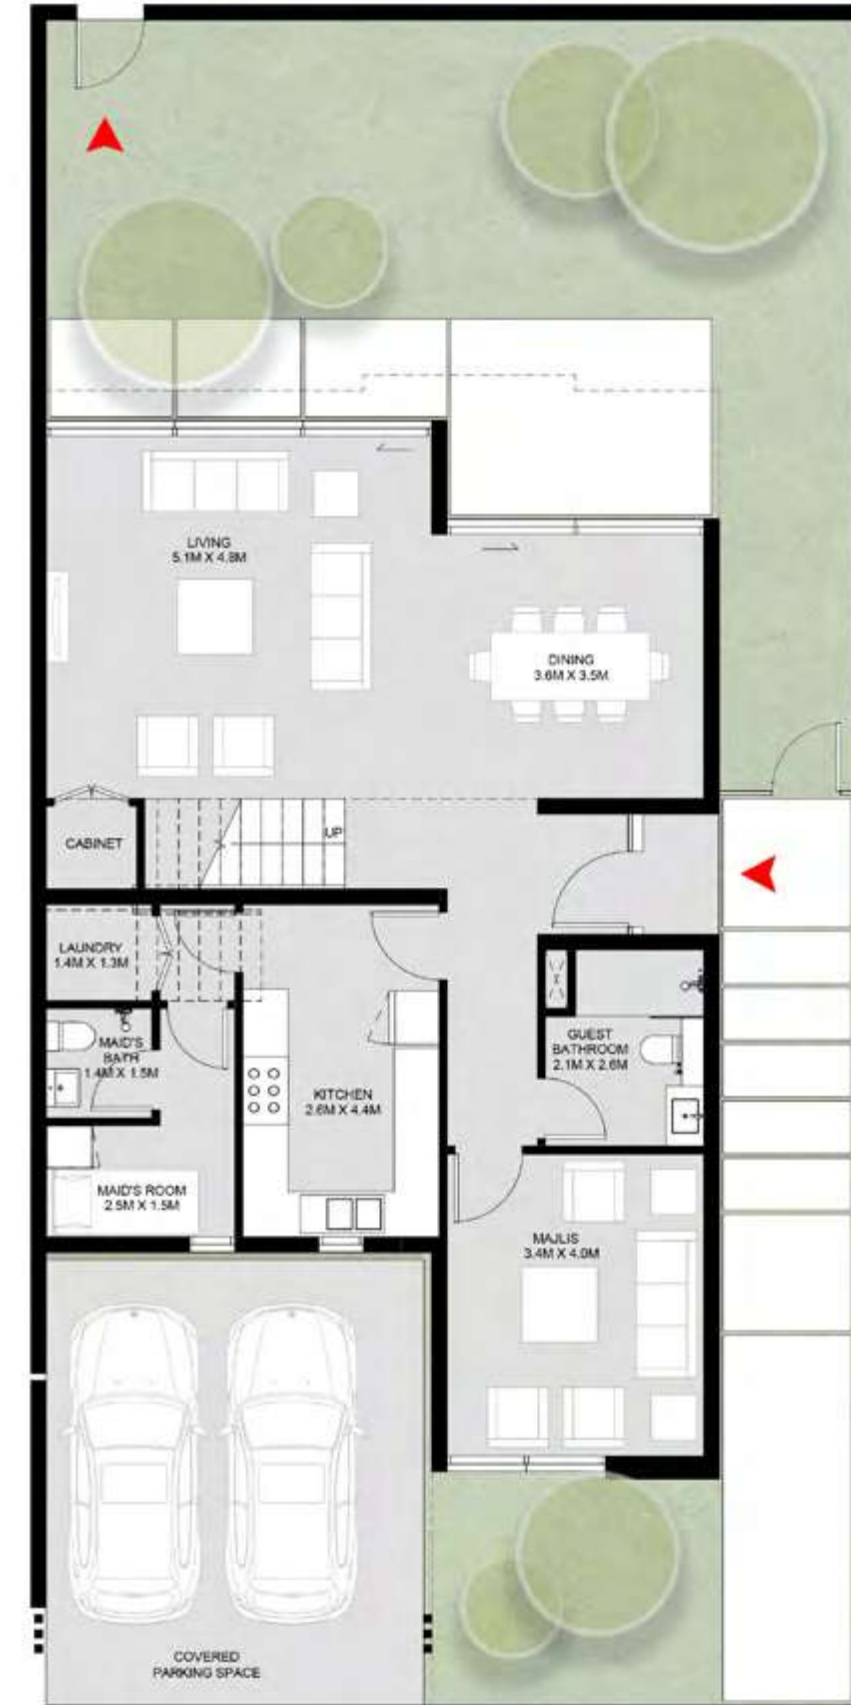 LIVING
5.1M X 4.8M
DINING
3.6M X 3.5M
CABINET
UP
LAUNDRY
1.4M X 1.3M
MAID'S
BATH
1.4M X 1.5M
GUEST
BATHROOM
2.1M X 2.6M
KITCHEN
2.6M X 4.4M
MAID'S ROOM
2.5M X 1.5M
MAJLIS
3.4M X 4.0M
COVERED
PARKING SPACE